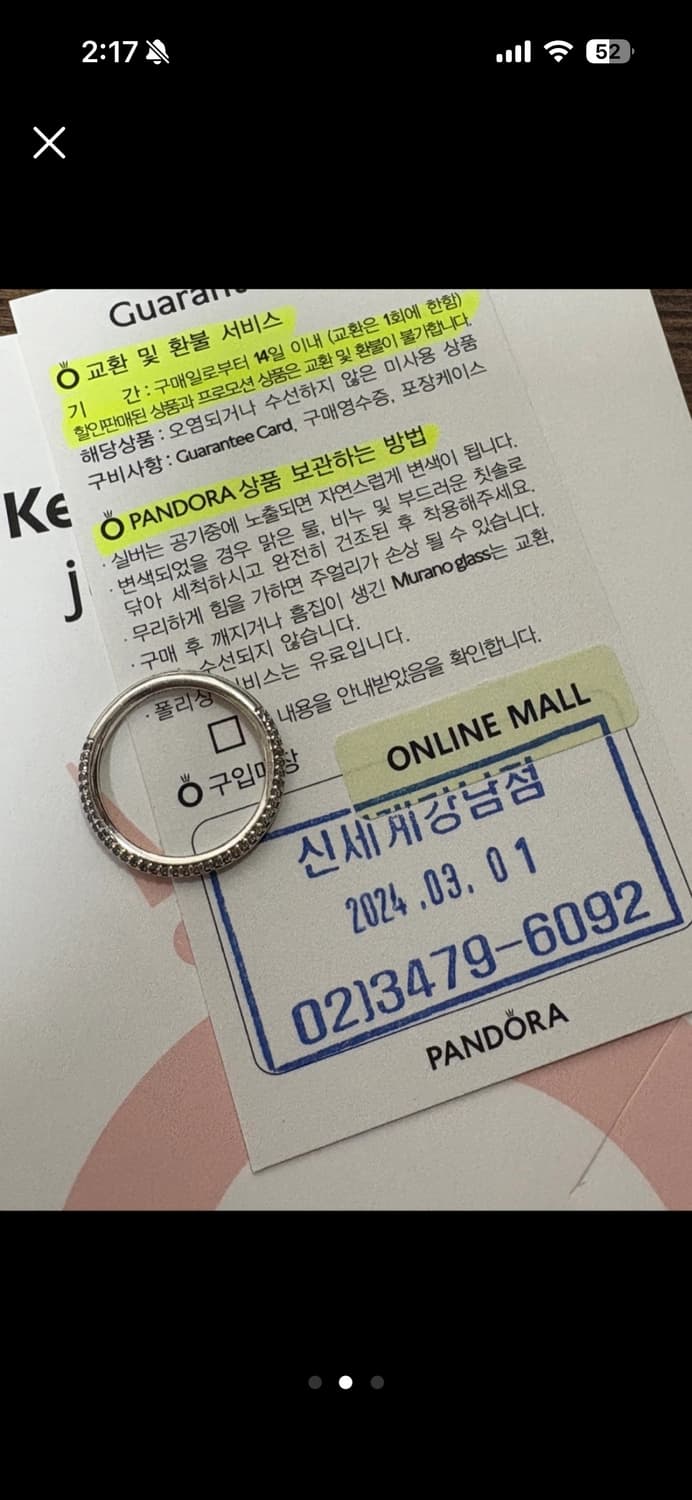 2:17
52
교환 및 환불 서비스
기 간 : 구매일로부터 14일 이내 (교환은 1회에 한함)
할인판매된 상품과 프로모션 상품은 교환 및 환불이 불가합니다.
해당상품 : 오염되거나 수선하지 않은 미사용 상품
구비사항 : Guarantee Card, 구매영수증, 포장케이스
PANDORA 상품 보관하는 방법
· 실버는 공기중에 노출되면 자연스럽게 변색이 됩니다.
· 변색되었을 경우 맑은 물, 비누 및 부드러운 칫솔로
닦아 세척하시고 완전히 건조된 후 착용해주세요.
· 무리하게 힘을 가하면 주얼리가 손상 될 수 있습니다.
· 구매 후 깨지거나 흠집이 생긴 Murano glass는 교환,
수선되지 않습니다.
· 폴리싱 서비스는 유료입니다.
내용을 안내받았음을 확인합니다.
ONLINE MALL
신세계강남점
2024.03.01
02)3479-6092
PANDORA